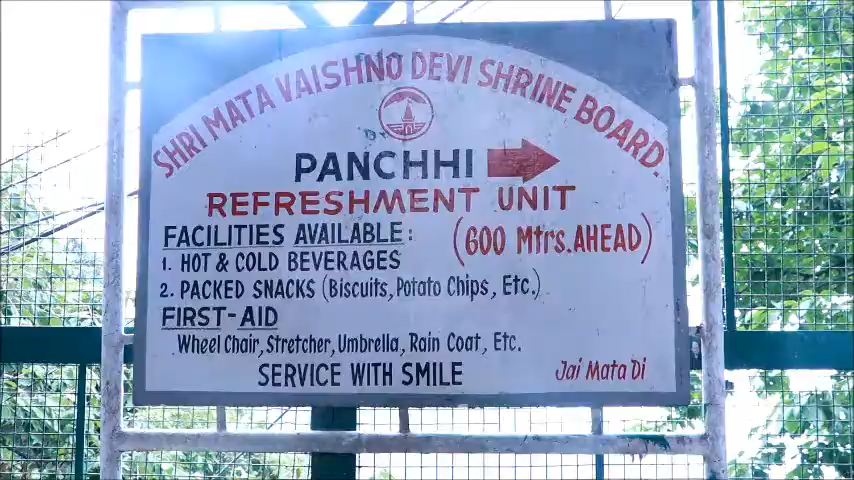 SHRI MATA VAISHNO DEVI SHRINE BOARD.
PANCHHI
REFRESHMENT UNIT
FACILITIES AVAILABLE: (600 Mtrs. AHEAD)
1. HOT & COLD BEVERAGES
2. PACKED SNACKS (Biscuits, Potato Chips, Etc.)
FIRST-AID
Wheel Chair, Stretcher, Umbrella, Rain Coat, Etc.
SERVICE WITH SMILE
Jai Mata Di